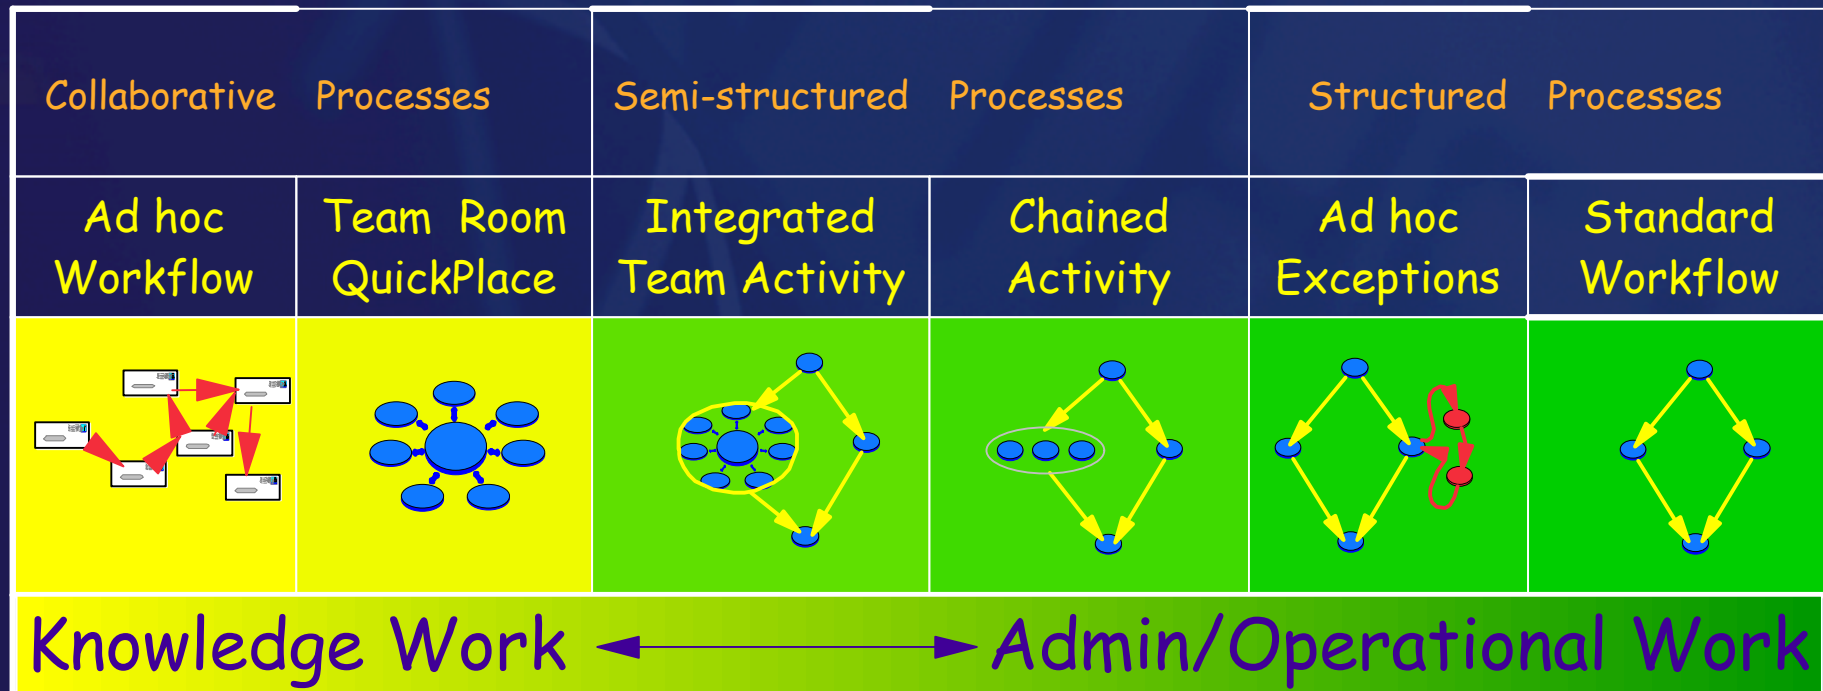 Collaborative Processes
Semi-structured Processes
Structured Processes
Ad hoc
Workflow
Team Room
QuickPlace
Integrated
Team Activity
Chained
Activity
Ad hoc
Exceptions
Standard
Workflow
Knowledge Work
Admin/Operational Work